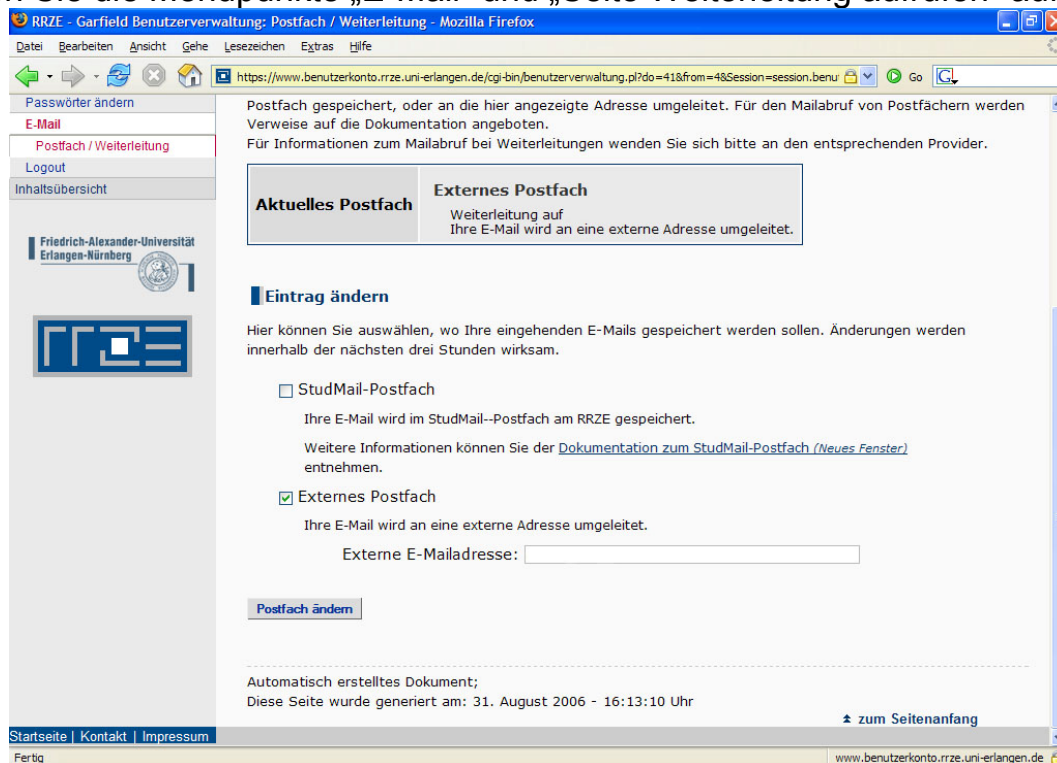 Sie die Menüpunkte „E-Mail“ und „Seite Weiterleitung aufrufen“
RRZE - Garfield Benutzerverwaltung: Postfach / Weiterleitung - Mozilla Firefox
Datei Bearbeiten Ansicht Gehe Lesezeichen Extras Hilfe
https://www.benutzerkonto.rrze.uni-erlangen.de/cgi-bin/benutzerverwaltung.pl?do=41&from=4&Session=session.benu Go G
Passwörter ändern
E-Mail
Postfach / Weiterleitung
Logout
Inhaltsübersicht
Friedrich-Alexander-Universität
Erlangen-Nürnberg
rrze
Postfach gespeichert, oder an die hier angezeigte Adresse umgeleitet. Für den Mailabruf von Postfächern werden
Verweise auf die Dokumentation angeboten.
Für Informationen zum Mailabruf bei Weiterleitungen wenden Sie sich bitte an den entsprechenden Provider.
Aktuelles Postfach
Externes Postfach
Weiterleitung auf
Ihre E-Mail wird an eine externe Adresse umgeleitet.
Eintrag ändern
Hier können Sie auswählen, wo Ihre eingehenden E-Mails gespeichert werden sollen. Änderungen werden
innerhalb der nächsten drei Stunden wirksam.
StudMail-Postfach
Ihre E-Mail wird im StudMail--Postfach am RRZE gespeichert.
Weitere Informationen können Sie der Dokumentation zum StudMail-Postfach (Neues Fenster)
entnehmen.
Externes Postfach
Ihre E-Mail wird an eine externe Adresse umgeleitet.
Externe E-Mailadresse:
Postfach ändern
Automatisch erstelltes Dokument;
Diese Seite wurde generiert am: 31. August 2006 - 16:13:10 Uhr
zum Seitenanfang
Startseite | Kontakt | Impressum
Fertig
www.benutzerkonto.rrze.uni-erlangen.de